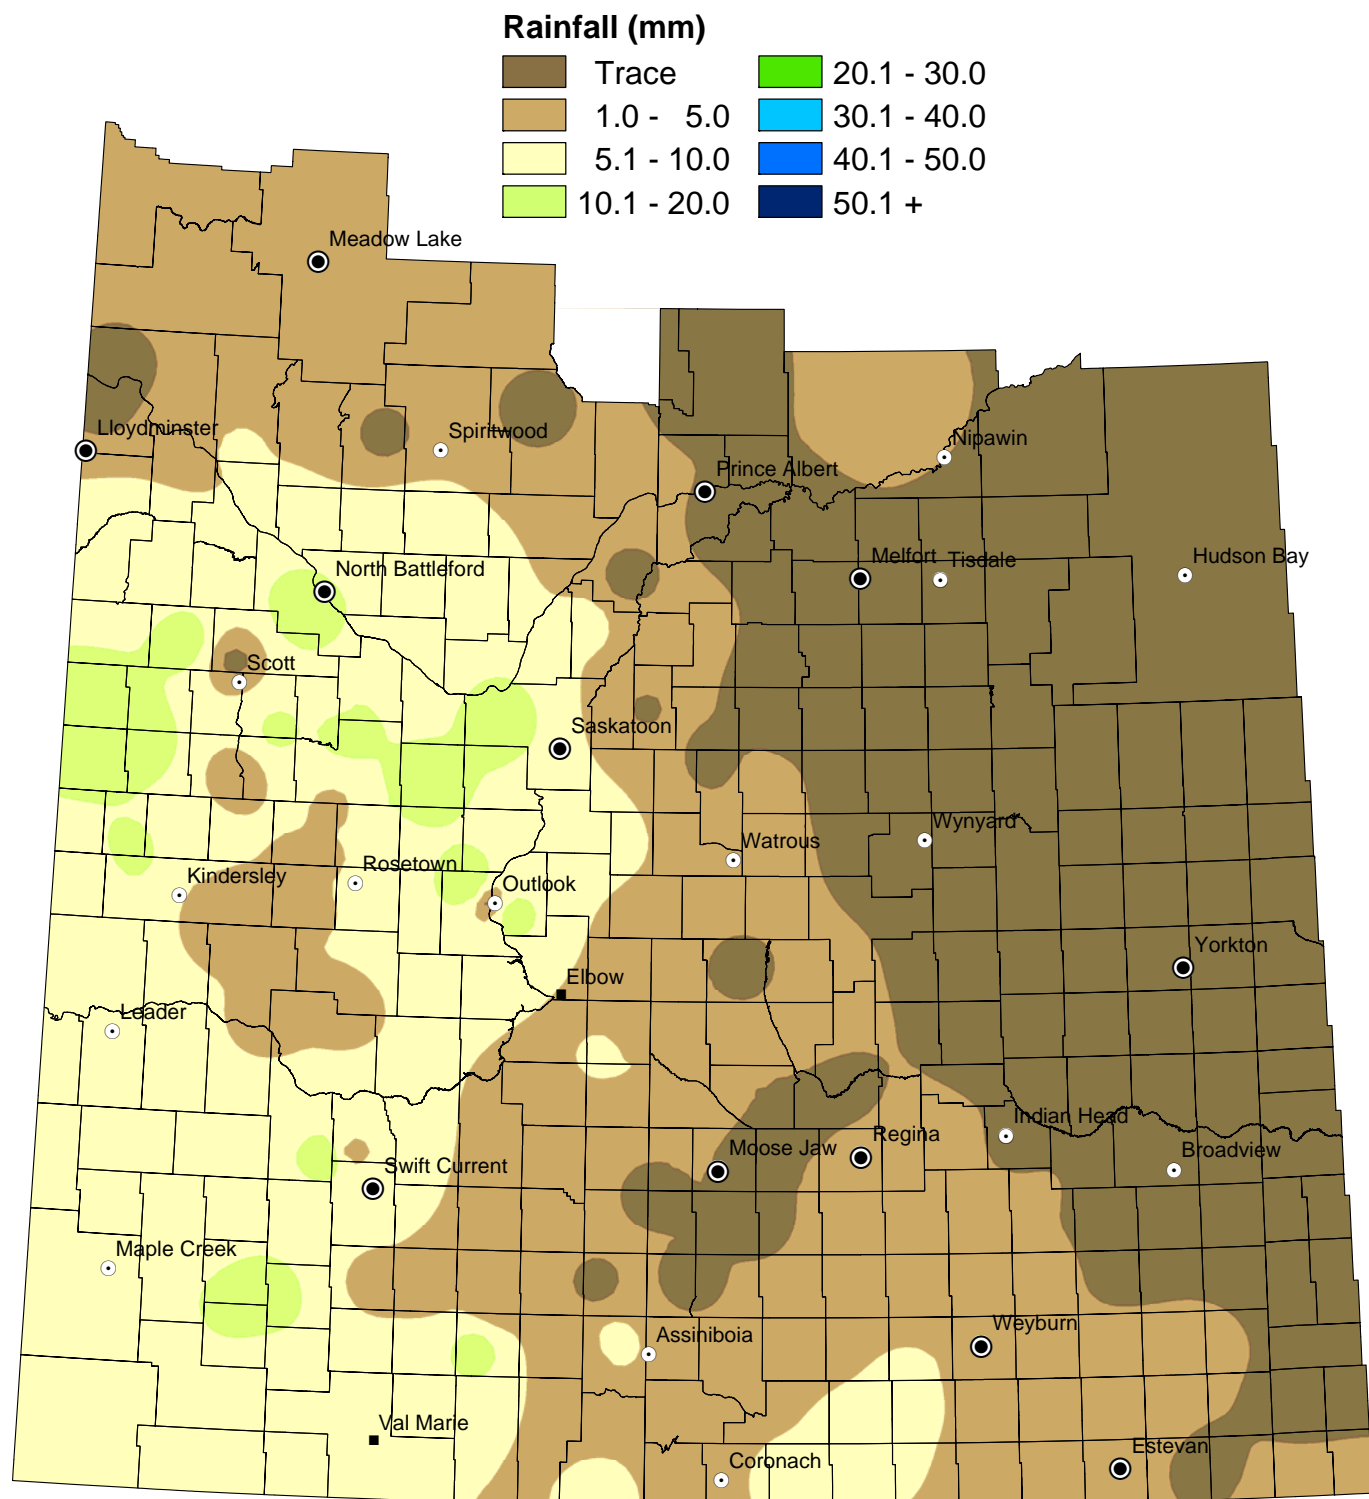 Rainfall (mm)
Trace 20.1 - 30.0
1.0 - 5.0 30.1 - 40.0
5.1 - 10.0 40.1 - 50.0
10.1 - 20.0 50.1 +
Meadow Lake
Lloydminster
Spiritwood
Nipawin
Prince Albert
North Battleford
Melfort
Tisdale
Hudson Bay
Scott
Saskatoon
Watrous
Wynyard
Kindersley
Rosetown
Outlook
Yorkton
Elbow
Leader
Indian Head
Regina
Moose Jaw
Broadview
Swift Current
Maple Creek
Assiniboia
Weyburn
Val Marie
Coronach
Estevan